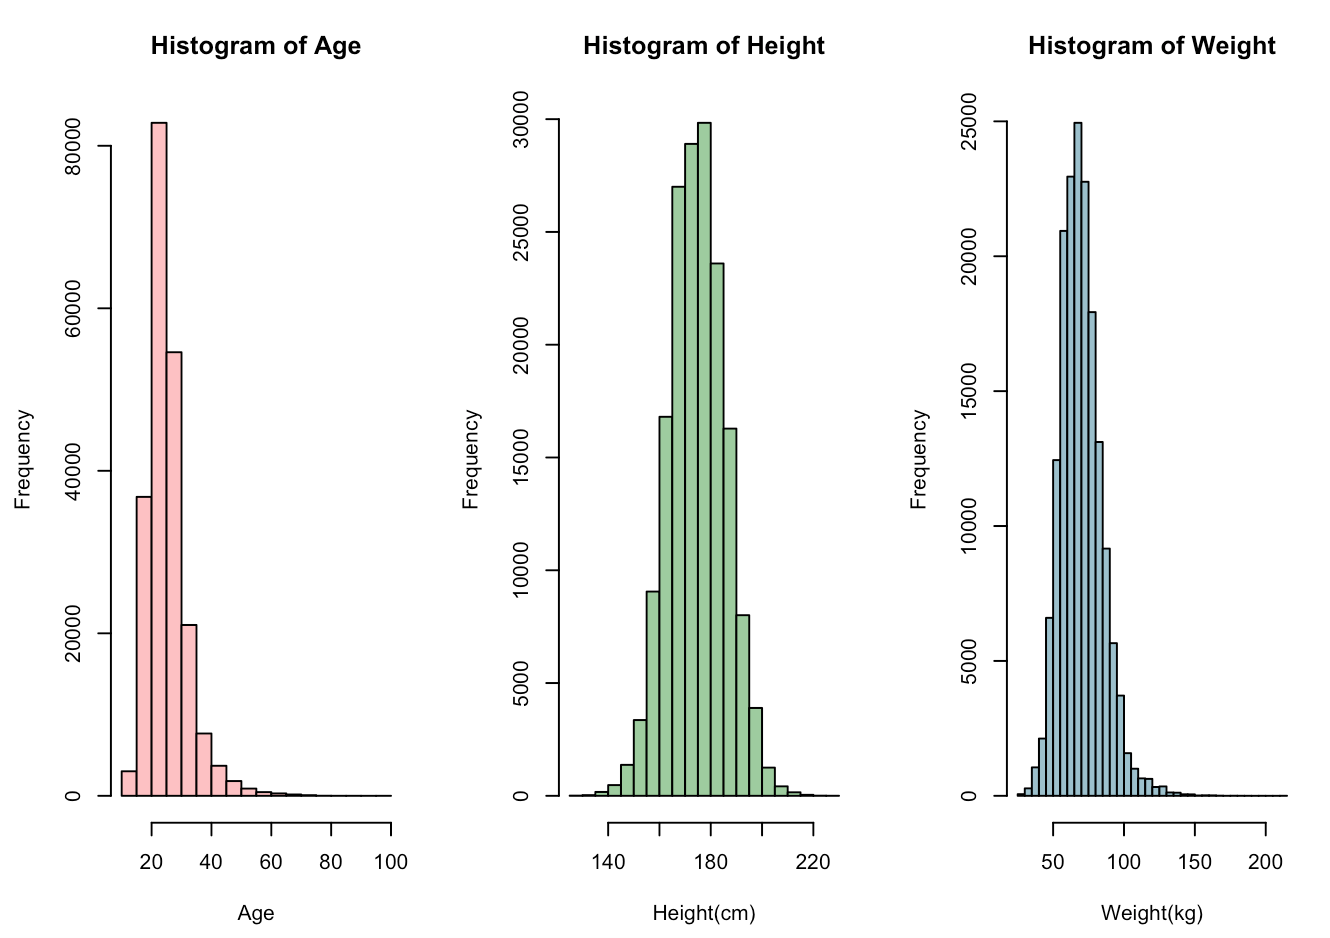 Histogram of Age
Frequency
0
20000
40000
60000
80000
20 40 60 80 100
Age
Histogram of Height
Frequency
0
5000
10000
15000
20000
25000
30000
140 180 220
Height(cm)
Histogram of Weight
Frequency
0
5000
10000
15000
20000
25000
50 100 150 200
Weight(kg)